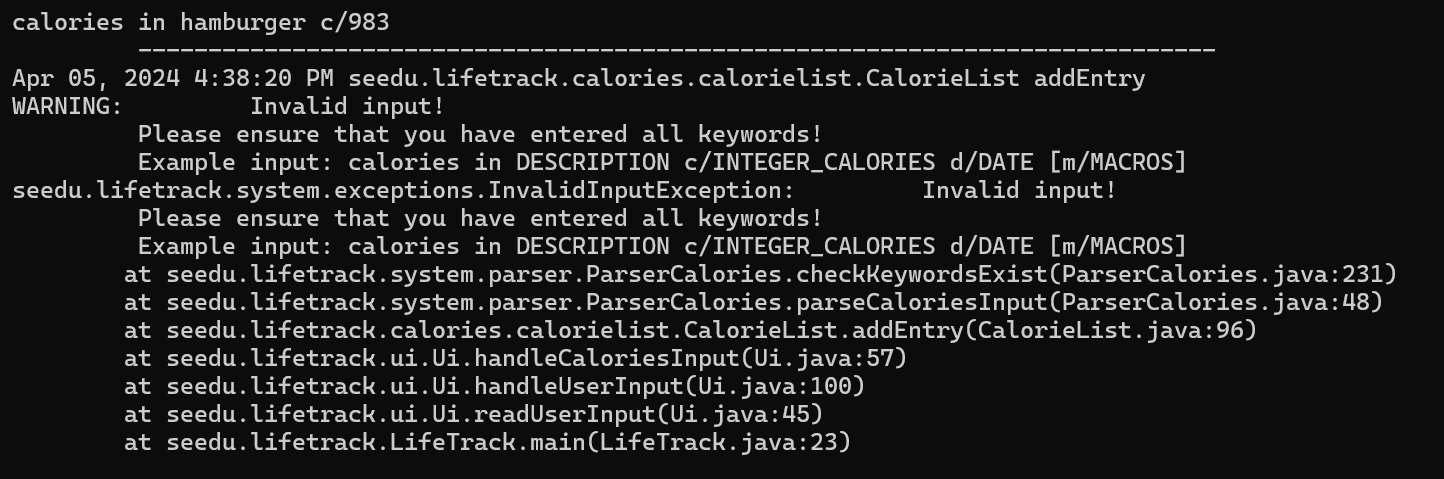 calories in hamburger c/983
-----------------------------------------------------------------------------
Apr 05, 2024 4:38:20 PM seedu.lifetrack.calories.calorielist.CalorieList addEntry
WARNING:         Invalid input!
         Please ensure that you have entered all keywords!
         Example input: calories in DESCRIPTION c/INTEGER_CALORIES d/DATE [m/MACROS]
seedu.lifetrack.system.exceptions.InvalidInputException:         Invalid input!
         Please ensure that you have entered all keywords!
         Example input: calories in DESCRIPTION c/INTEGER_CALORIES d/DATE [m/MACROS]
        at seedu.lifetrack.system.parser.ParserCalories.checkKeywordsExist(ParserCalories.java:231)
        at seedu.lifetrack.system.parser.ParserCalories.parseCaloriesInput(ParserCalories.java:48)
        at seedu.lifetrack.calories.calorielist.CalorieList.addEntry(CalorieList.java:96)
        at seedu.lifetrack.ui.Ui.handleCaloriesInput(Ui.java:57)
        at seedu.lifetrack.ui.Ui.handleUserInput(Ui.java:100)
        at seedu.lifetrack.ui.Ui.readUserInput(Ui.java:45)
        at seedu.lifetrack.LifeTrack.main(LifeTrack.java:23)